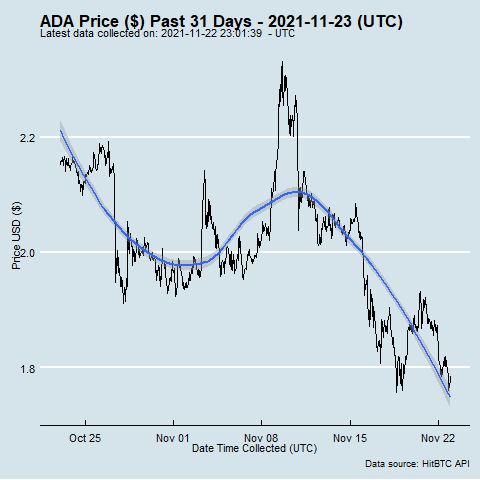 ADA Price ($) Past 31 Days - 2021-11-23 (UTC)
Latest data collected on: 2021-11-22 23:01:39 - UTC
2.2
2.0
1.8
Price USD ($)
Oct 25
Nov 01
Nov 08
Nov 15
Nov 22
Date Time Collected (UTC)
Data source: HitBTC API